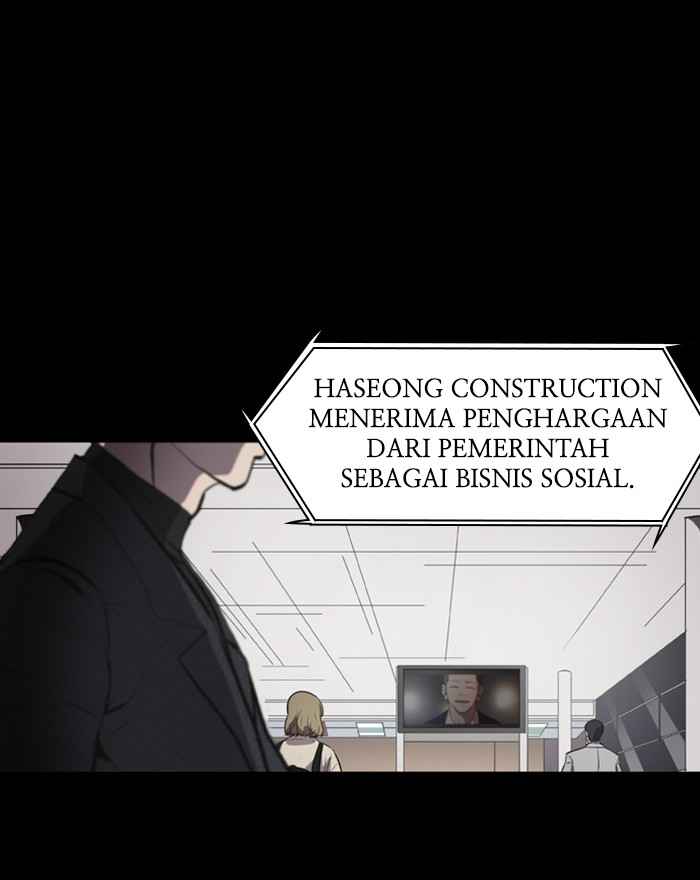 HASEONG CONSTRUCTION
MENERIMA PENGHARGAAN
DARI PEMERINTAH
SEBAGAI BISNIS SOSIAL.